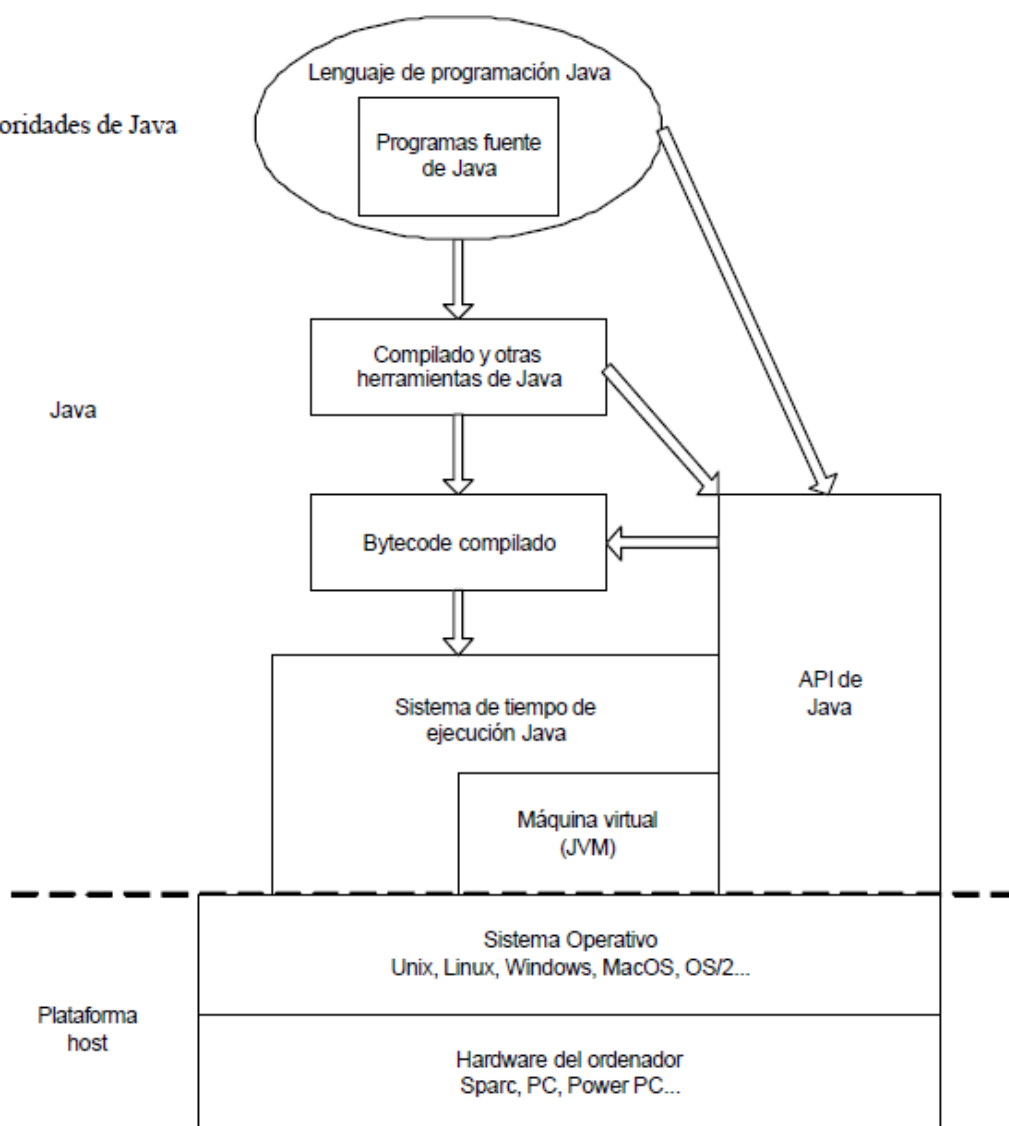 Lenguaje de programación Java
oridades de Java
Programas fuente
de Java
Compilado y otras
herramientas de Java
Java
Bytecode compilado
API de
Java
Sistema de tiempo de
ejecución Java
Máquina virtual
(JVM)
Sistema Operativo
Unix, Linux, Windows, MacOS, OS/2...
Plataforma
host
Hardware del ordenador
Sparc, PC, Power PC...